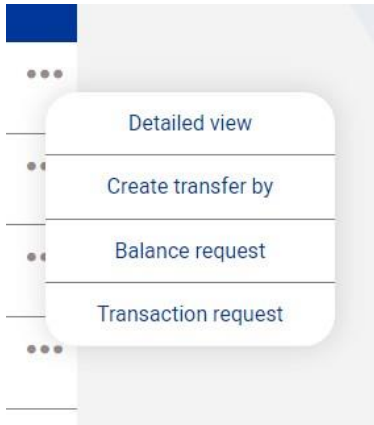 Detailed view
Create transfer by
Balance request
Transaction request